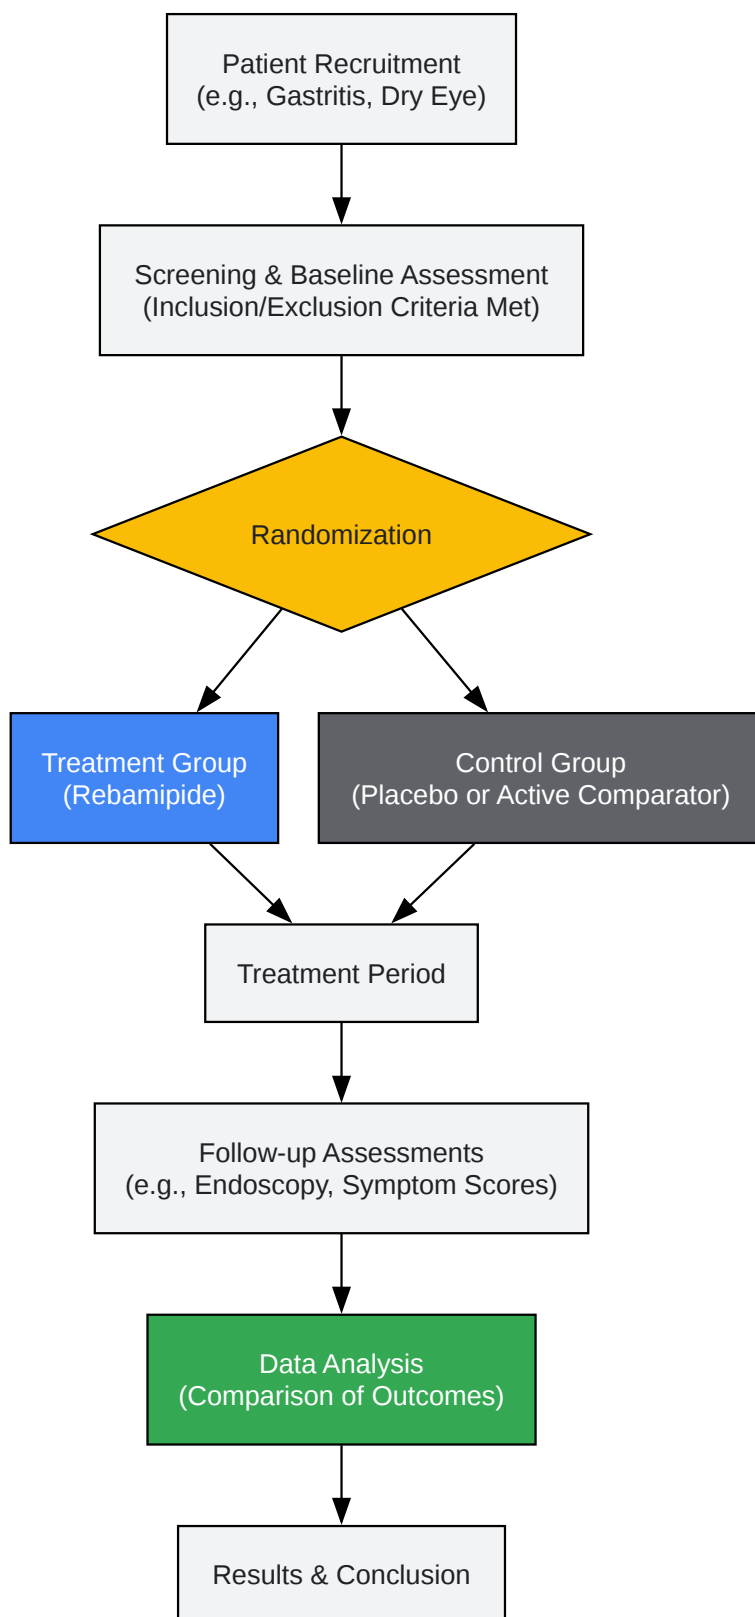 Patient Recruitment
(e.g., Gastritis, Dry Eye)
Screening & Baseline Assessment
(Inclusion/Exclusion Criteria Met)
Randomization
Treatment Group
(Rebamipide)
Control Group
(Placebo or Active Comparator)
Treatment Period
Follow-up Assessments
(e.g., Endoscopy, Symptom Scores)
Data Analysis
(Comparison of Outcomes)
Results & Conclusion